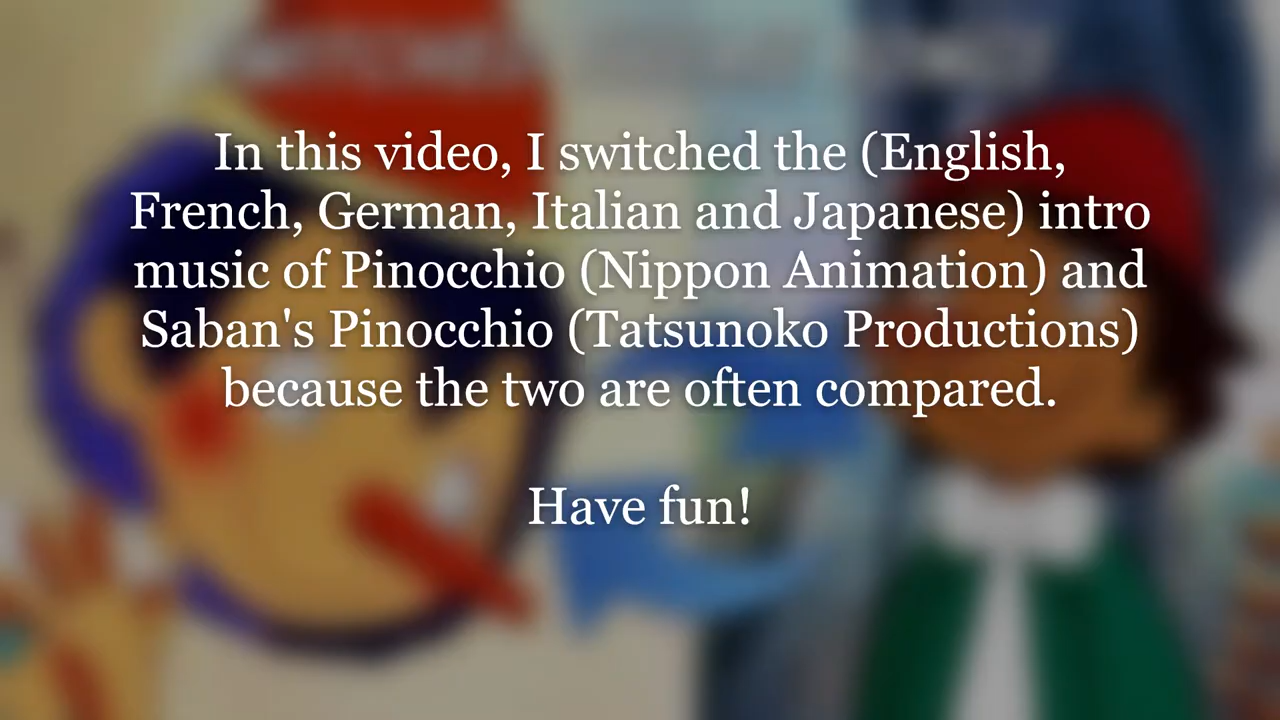 In this video, I switched the (English,
French, German, Italian and Japanese) intro
music of Pinocchio (Nippon Animation) and
Saban's Pinocchio (Tatsunoko Productions)
because the two are often compared.
Have fun!